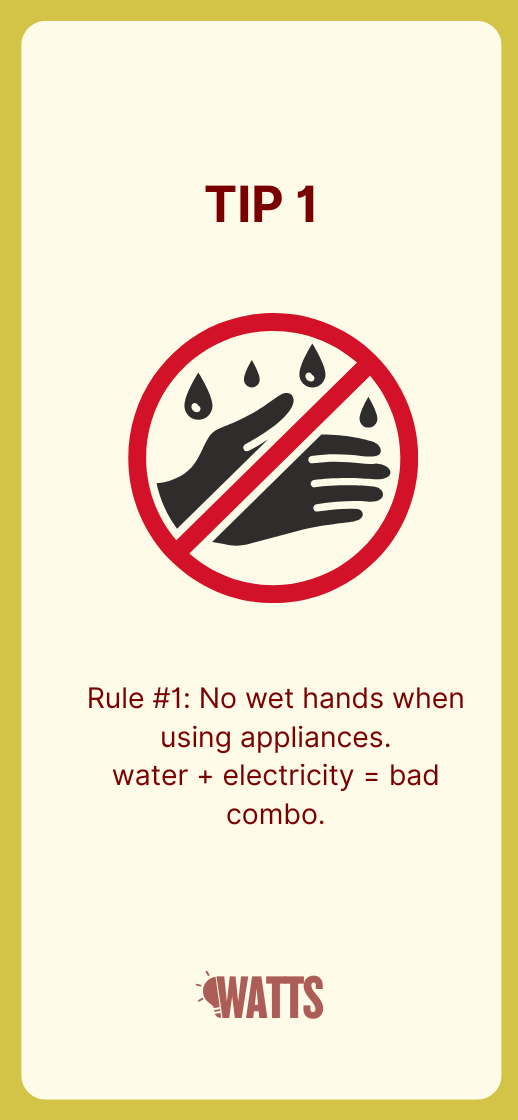 TIP 1
Rule #1: No wet hands when
using appliances.
water + electricity = bad
combo.
WATTS